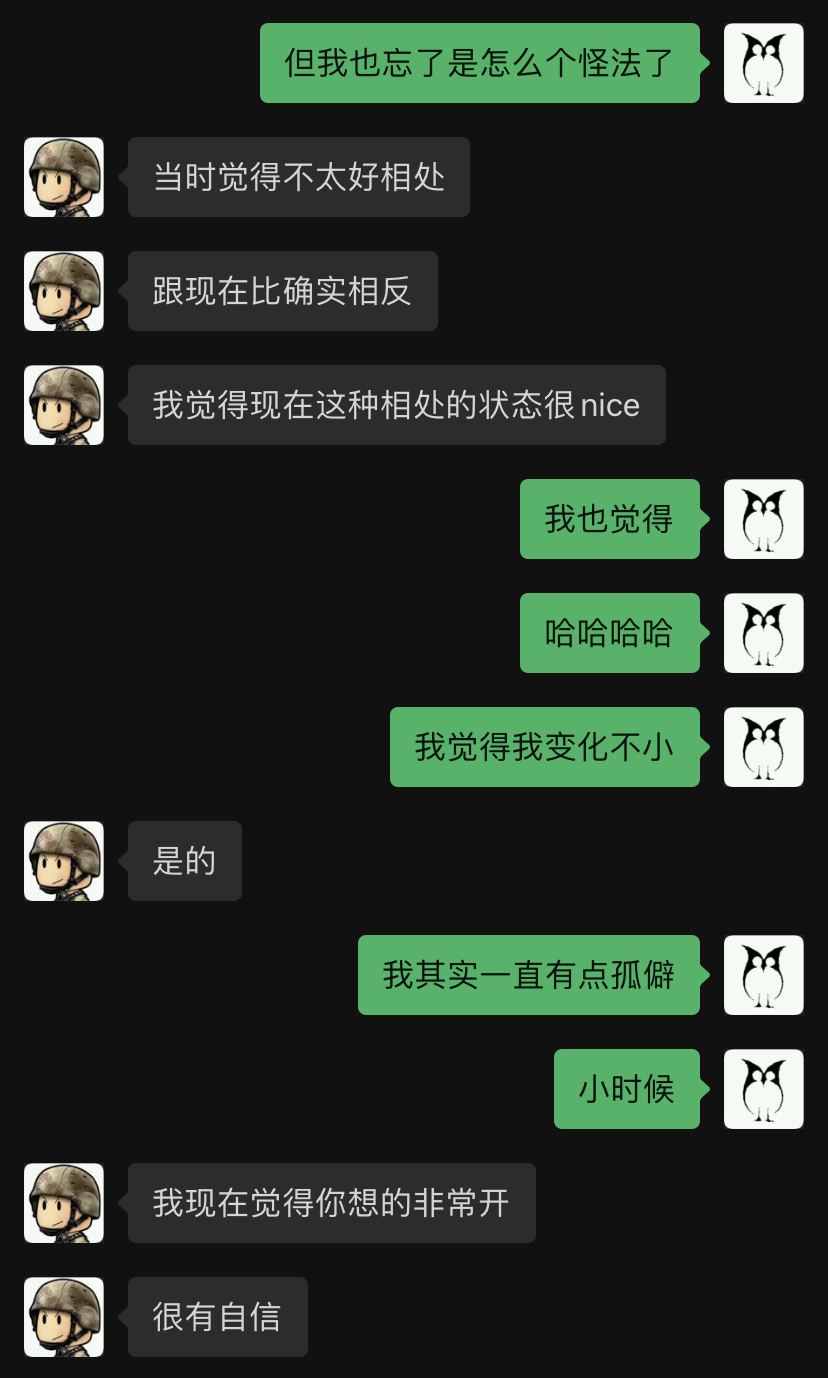 但我也忘了是怎么个怪法了
当时觉得不太好相处
跟现在比确实相反
我觉得现在这种相处的状态很nice
我也觉得
哈哈哈哈
我觉得我变化不小
是的
我其实一直有点孤僻
小时候
我现在觉得你想的非常开
很有自信